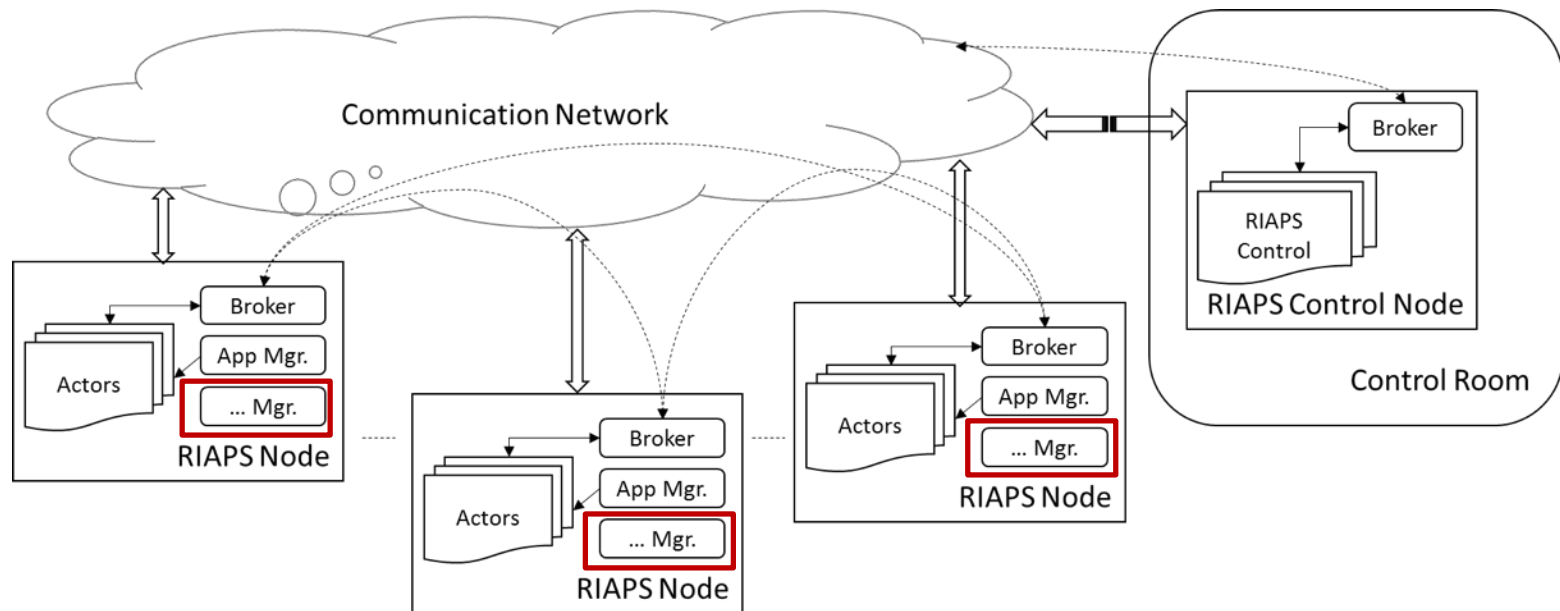 Communication Network
Broker
RIAPS
Control
RIAPS Control Node
Control Room
Broker
App Mgr.
Actors
... Mgr.
RIAPS Node
Broker
App Mgr.
Actors
... Mgr.
RIAPS Node
Broker
App Mgr.
Actors
... Mgr.
RIAPS Node